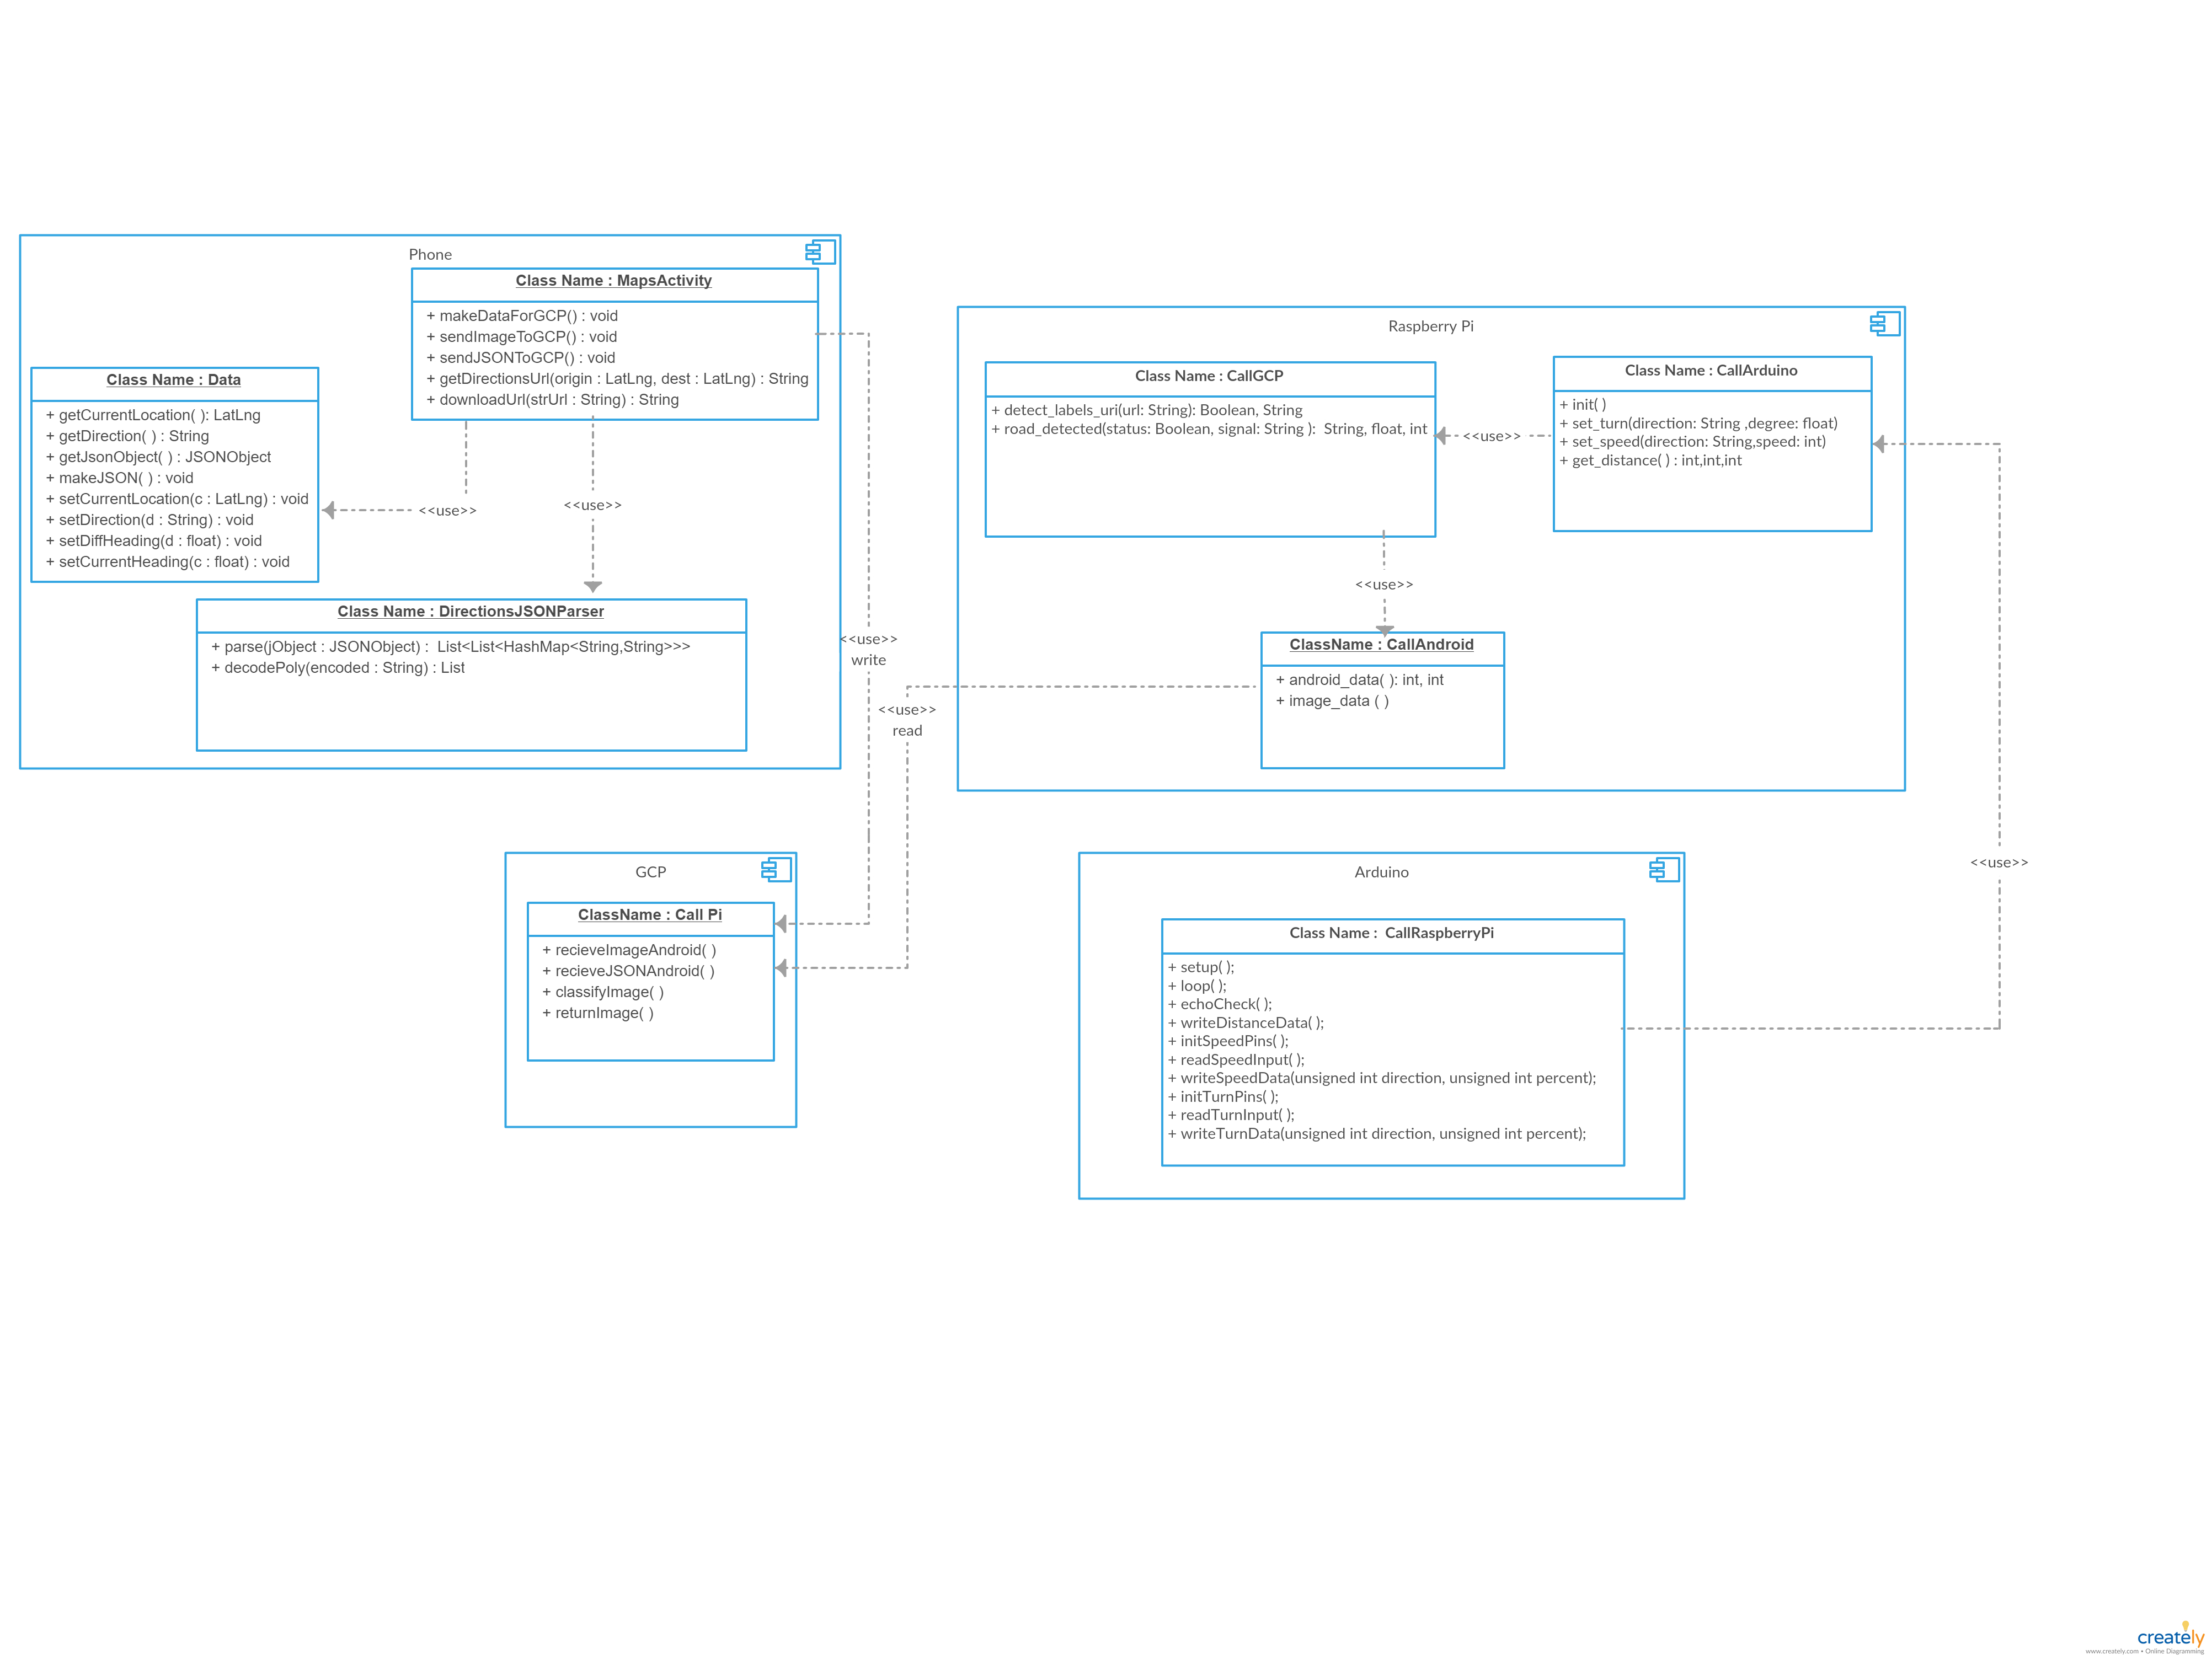 Phone
Class Name : MapsActivity
+ makeDataForGCP() : void
+ sendImageToGCP() : void
+ sendJSONToGCP() : void
+ getDirectionsUrl(origin : LatLng, dest : LatLng) : String
+ downloadUrl(strUrl : String) : String
Class Name : Data
+ getCurrentLocation( ): LatLng
+ getDirection( ) : String
+ getJsonObject( ) : JSONObject
+ makeJSON( ) : void
+ setCurrentLocation(c : LatLng) : void
+ setDirection(d : String) : void
+ setDiffHeading(d : float) : void
+ setCurrentHeading(c : float) : void
<<use>>
<<use>>
Class Name : DirectionsJSONParser
+ parse(jObject : JSONObject) :  List<List<HashMap<String,String>>>
+ decodePoly(encoded : String) : List
<<use>>
write
<<use>>
read
Raspberry Pi
Class Name : CallGCP
+ detect_labels_uri(url: String): Boolean, String
+ road_detected(status: Boolean, signal: String ):  String, float, int
<<use>>
Class Name : CallArduino
+ init( )
+ set_turn(direction: String ,degree: float)
+ set_speed(direction: String,speed: int)
+ get_distance( ) : int,int,int
<<use>>
ClassName : CallAndroid
+ android_data( ): int, int
+ image_data ( )
GCP
ClassName : Call Pi
+ recieveImageAndroid( )
+ recieveJSONAndroid( )
+ classifyImage( )
+ returnImage( )
Arduino
Class Name :  CallRaspberryPi
+ setup( );
+ loop( );
+ echoCheck( );
+ writeDistanceData( );
+ initSpeedPins( );
+ readSpeedInput( );
+ writeSpeedData(unsigned int direction, unsigned int percent);
+ initTurnPins( );
+ readTurnInput( );
+ writeTurnData(unsigned int direction, unsigned int percent);
<<use>>
creately
www.creately.com • Online Diagramming